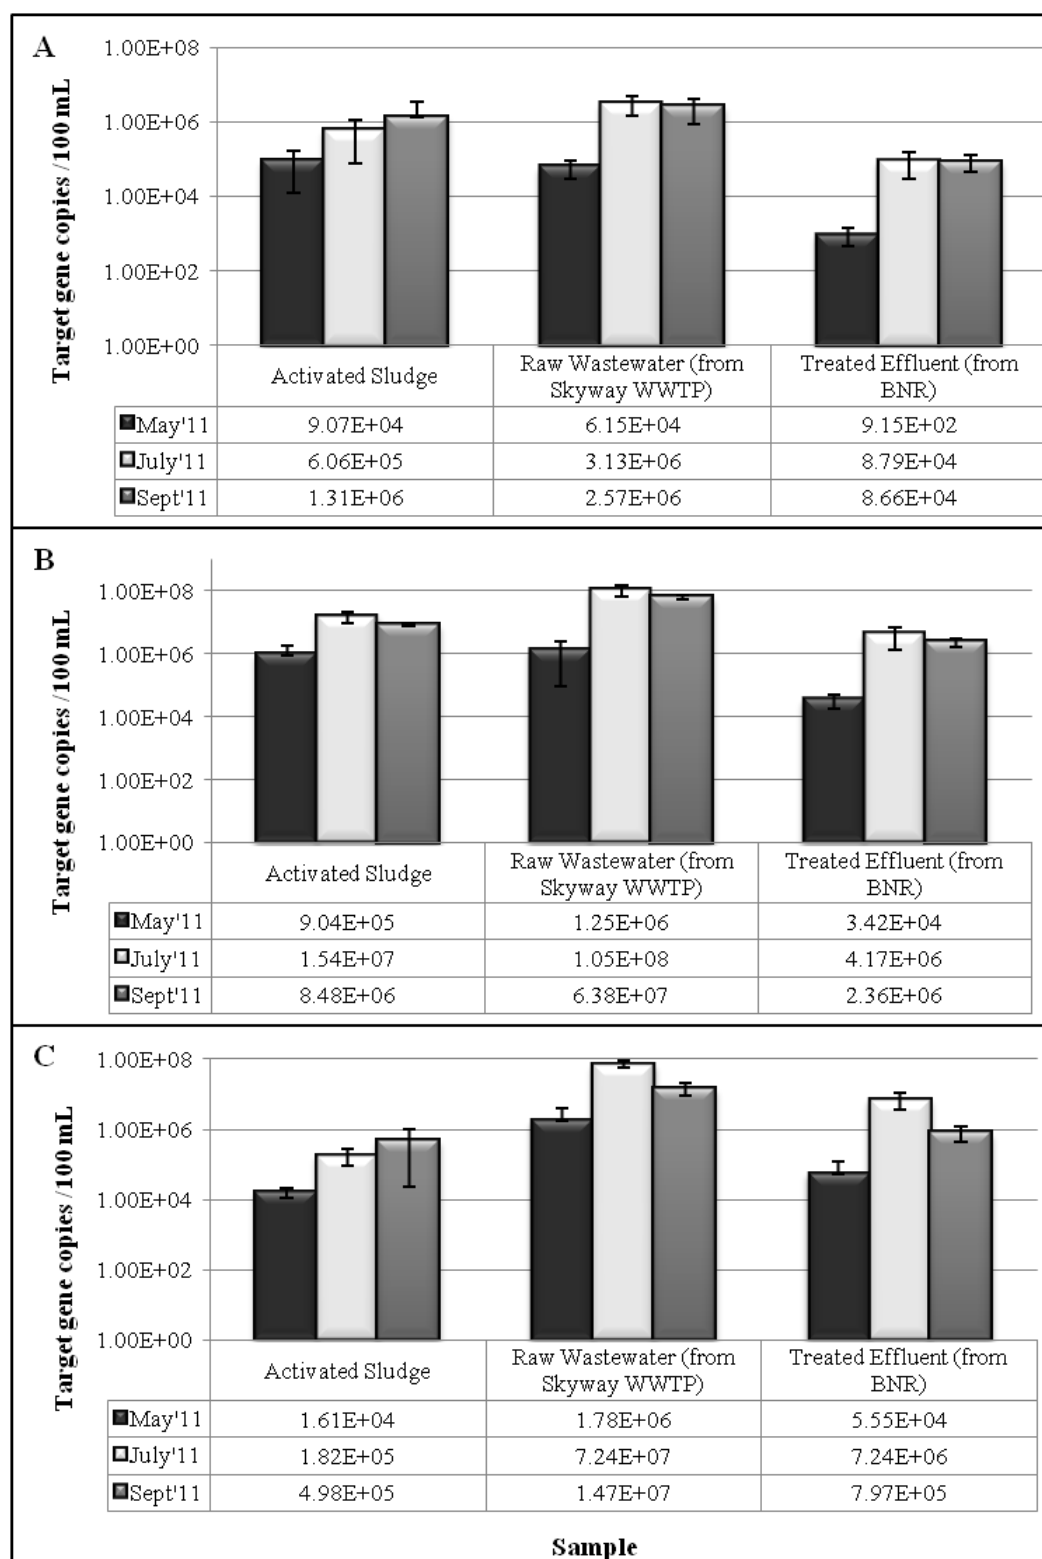 A
Target gene copies /100 mL
1.00E+08
1.00E+06
1.00E+04
1.00E+02
1.00E+00
Activated Sludge
Raw Wastewater (from
Skyway WWTP)
Treated Effluent (from
BNR)
May'11 9.07E+04 6.15E+04 9.15E+02
July'11 6.06E+05 3.13E+06 8.79E+04
Sept'11 1.31E+06 2.57E+06 8.66E+04
B
Target gene copies /100 mL
1.00E+08
1.00E+06
1.00E+04
1.00E+02
1.00E+00
Activated Sludge
Raw Wastewater (from
Skyway WWTP)
Treated Effluent (from
BNR)
May'11 9.04E+05 1.25E+06 3.42E+04
July'11 1.54E+07 1.05E+08 4.17E+06
Sept'11 8.48E+06 6.38E+07 2.36E+06
C
Target gene copies /100 mL
1.00E+08
1.00E+06
1.00E+04
1.00E+02
1.00E+00
Activated Sludge
Raw Wastewater (from
Skyway WWTP)
Treated Effluent (from
BNR)
May'11 1.61E+04 1.78E+06 5.55E+04
July'11 1.82E+05 7.24E+07 7.24E+06
Sept'11 4.98E+05 1.47E+07 7.97E+05
Sample